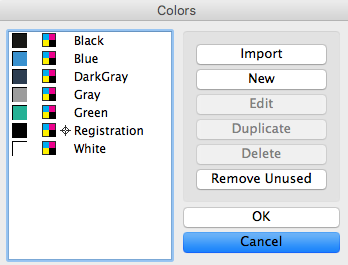 Colors
Black
Blue
DarkGray
Gray
Green
Registration
White
Import
New
Edit
Duplicate
Delete
Remove Unused
OK
Cancel